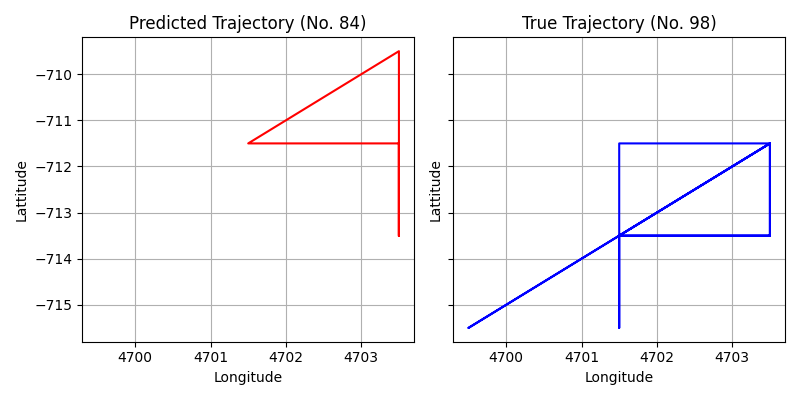 Predicted Trajectory (No. 84)
True Trajectory (No. 98)
−710
−711
−712
−713
−714
−715
Lattitude
4700 4701 4702 4703
Longitude
Lattitude
4700 4701 4702 4703
Longitude